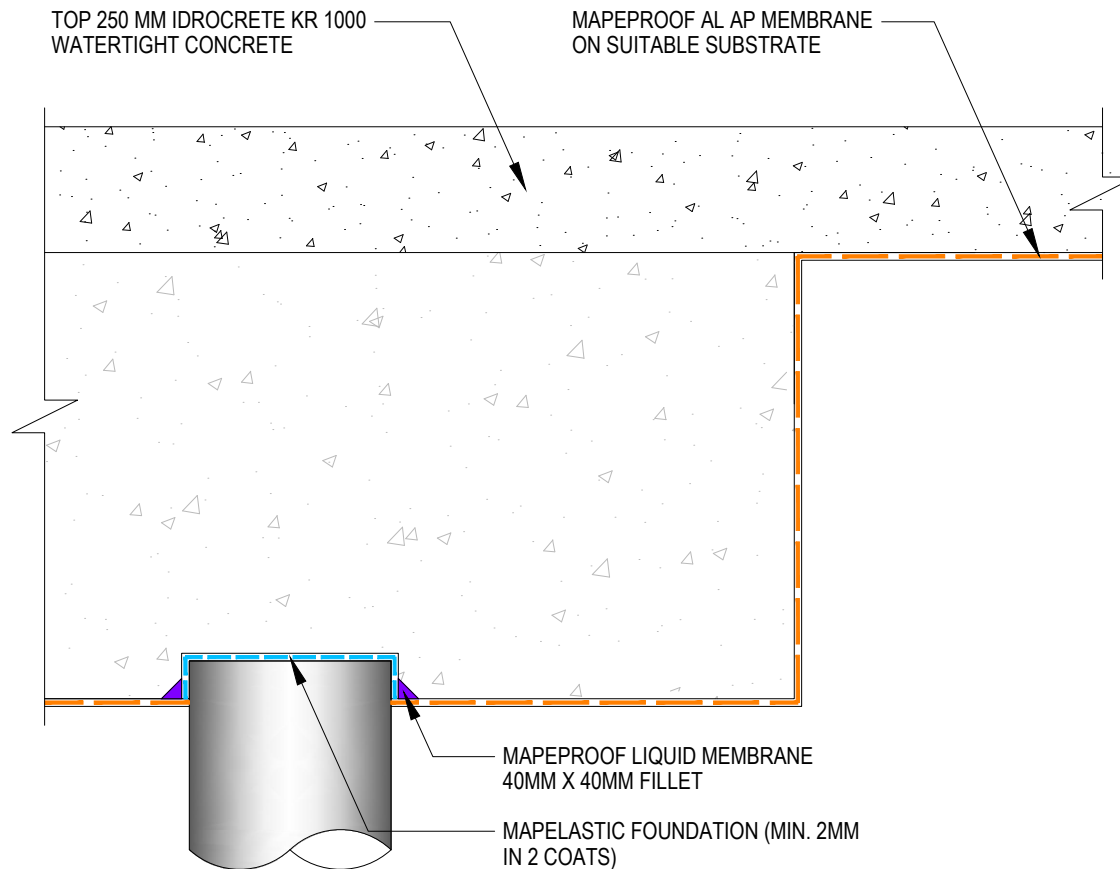 TOP 250 MM IDROCRETE KR 1000
WATERTIGHT CONCRETE
MAPEPROOF AL AP MEMBRANE
ON SUITABLE SUBSTRATE
MAPEPROOF LIQUID MEMBRANE
40MM X 40MM FILLET
MAPELASTIC FOUNDATION (MIN. 2MM
IN 2 COATS)